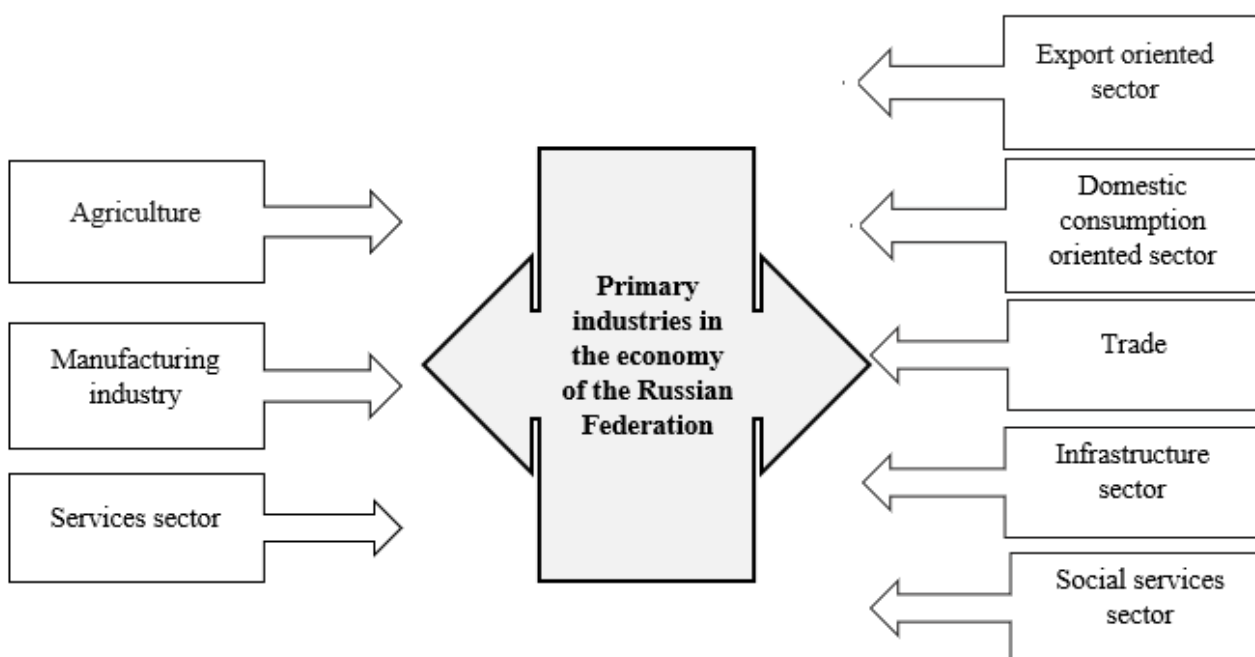 Agriculture
Manufacturing
industry
Services sector
Primary
industries in
the economy
of the Russian
Federation
Export oriented
sector
Domestic
consumption
oriented sector
Trade
Infrastructure
sector
Social services
sector